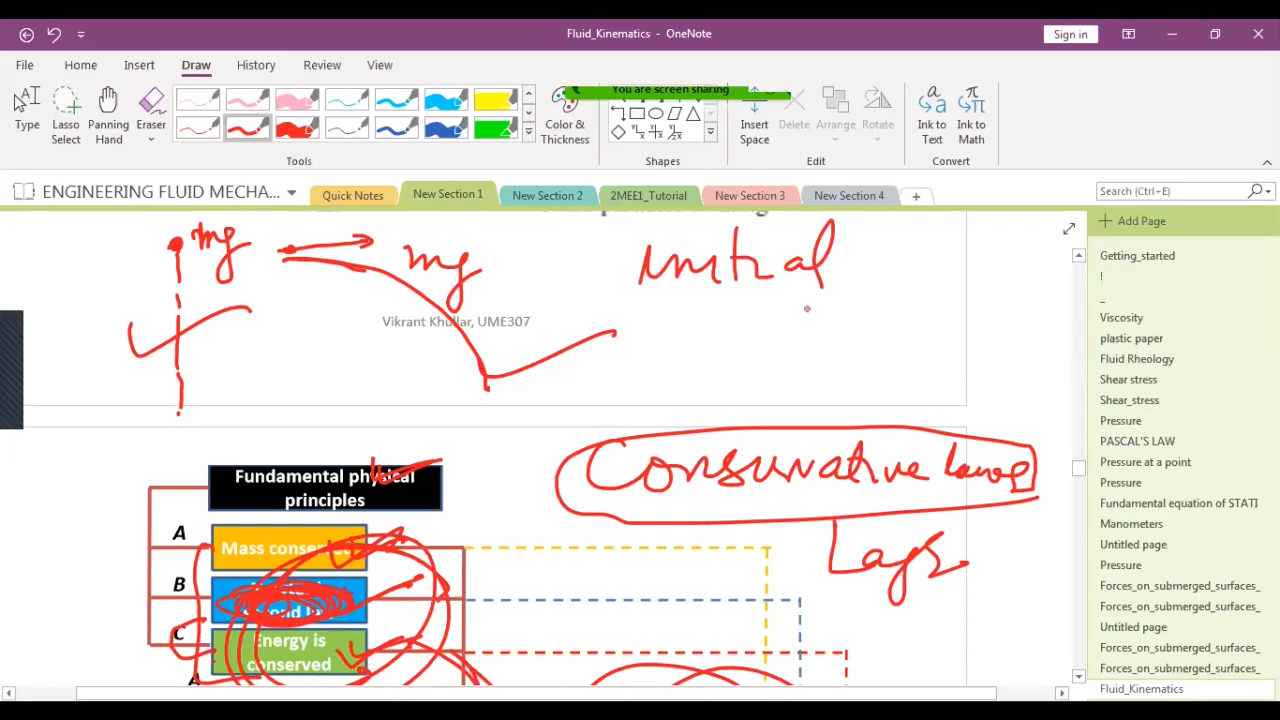 Fluid_Kinematics - OneNote
Sign in
File Home Insert Draw History Review View
You are screen sharing
Type
Lasso Select
Panning Hand
Eraser
Color & Thickness
Insert Space
Delete
Arrange
Rotate
Ink to Text
Ink to Math
Tools
Shapes
Edit
Convert
ENGINEERING FLUID MECHA...
Quick Notes
New Section 1
New Section 2
2MEE1_Tutorial
New Section 3
New Section 4
Search (Ctrl+E)
mg
mg
initial
Vikrant Khullar, UME307
Fundamental physical
principles
Conservative laws
A
Mass
B
C
Energy is
conserved
Add Page
Getting_started
!
_
Viscosity
plastic paper
Fluid Rheology
Shear stress
Shear_stress
Pressure
PASCAL'S LAW
Pressure at a point
Pressure
Fundamental equation of STATI
Manometers
Untitled page
Pressure
Forces_on_submerged_surfaces_
Forces_on_submerged_surfaces_
Untitled page
Forces_on_submerged_surfaces_
Forces_on_submerged_surfaces_
Fluid_Kinematics